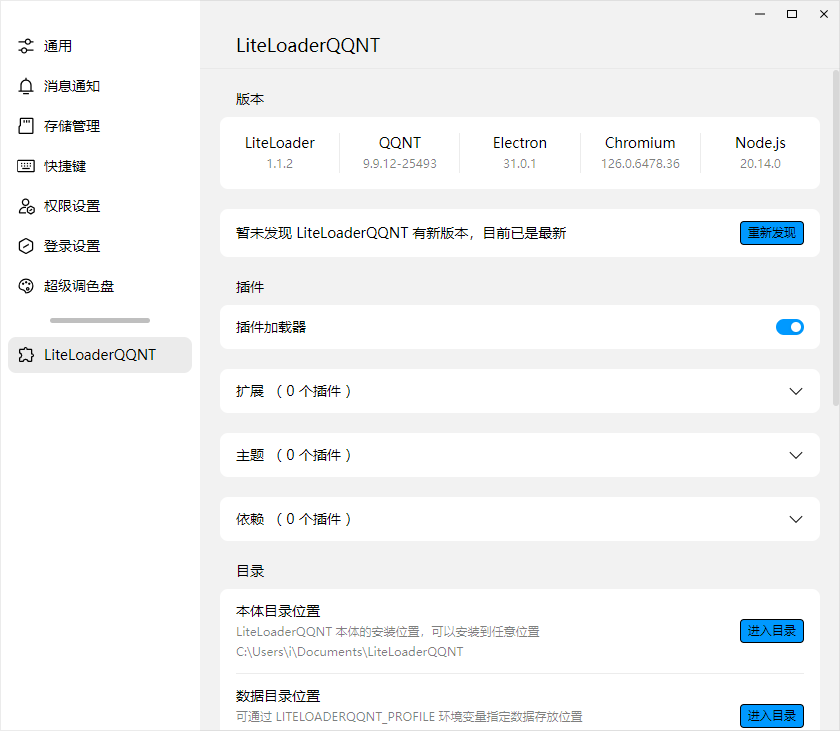 通用
消息通知
存储管理
快捷键
权限设置
登录设置
超级调色盘
LiteLoaderQQNT
LiteLoaderQQNT
版本
LiteLoader
1.1.2
QQNT
9.9.12-25493
Electron
31.0.1
Chromium
126.0.6478.36
Node.js
20.14.0
暂未发现 LiteLoaderQQNT 有新版本，目前已是最新
重新发现
插件
插件加载器
扩展 （ 0 个插件 ）
主题 （ 0 个插件 ）
依赖 （ 0 个插件 ）
目录
本体目录位置
LiteLoaderQQNT 本体的安装位置，可以安装到任意位置
C:\Users\i\Documents\LiteLoaderQQNT
进入目录
数据目录位置
可通过 LITELOADERQQNT_PROFILE 环境变量指定数据存放位置
进入目录